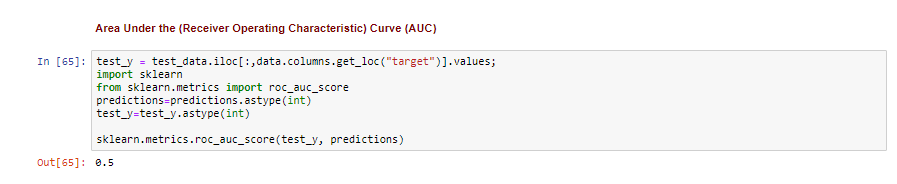 Area Under the (Receiver Operating Characteristic) Curve (AUC)
In [65]: test_y = test_data.iloc[:,data.columns.get_loc("target")].values;
import sklearn
from sklearn.metrics import roc_auc_score
predictions=predictions.astype(int)
test_y=test_y.astype(int)
sklearn.metrics.roc_auc_score(test_y, predictions)
Out[65]: 0.5